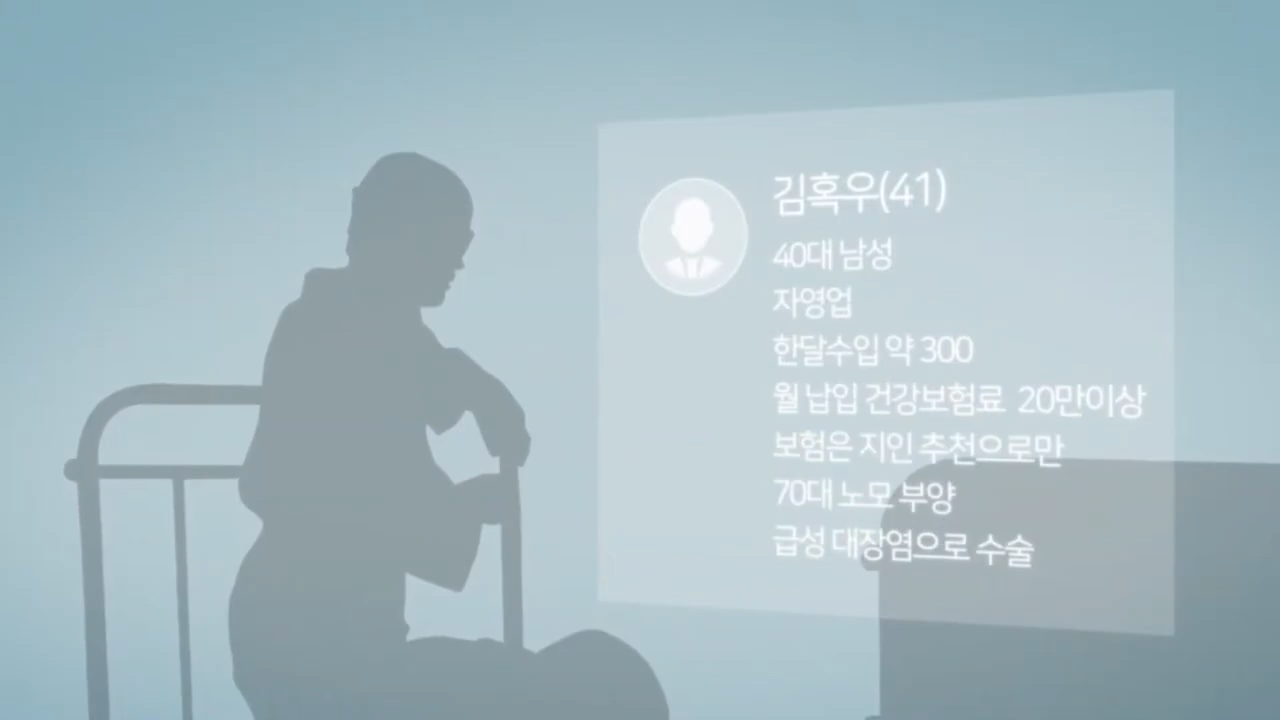 김혹우(41)
40대 남성
자영업
한달수입 약 300
월 납입 건강보험료 20만이상
보험은 지인 추천으로만
70대 노모 부양
급성 대장염으로 수술